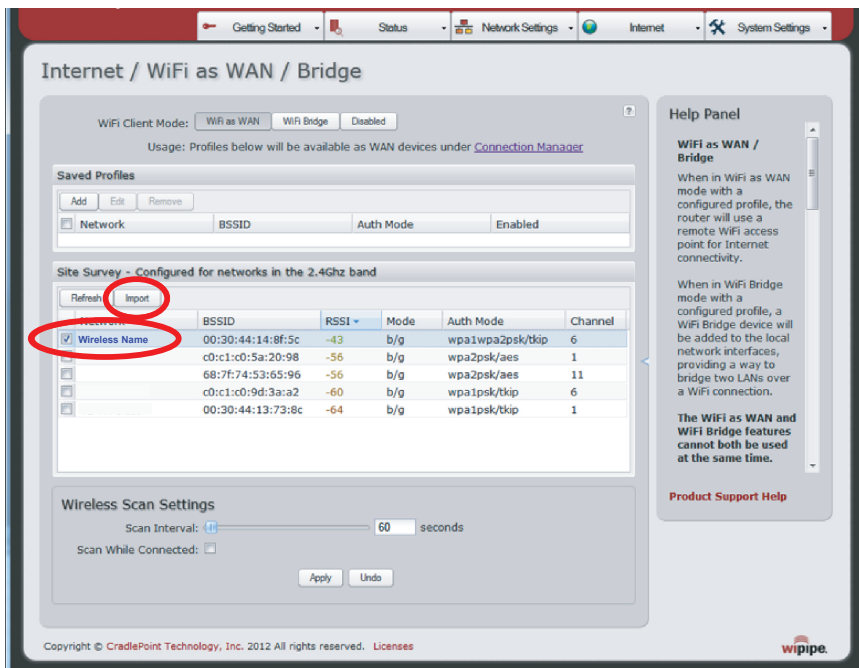 Getting Started Status Network Settings Internet System Settings
Internet / WiFi as WAN / Bridge
WiFi Client Mode: WiFi as WAN WiFi Bridge Disabled ?
Usage: Profiles below will be available as WAN devices under Connection Manager
Saved Profiles
Add Edit Remove
Network BSSID Auth Mode Enabled
Site Survey - Configured for networks in the 2.4Ghz band
Refresh Import
Network BSSID RSSI Mode Auth Mode Channel
Wireless Name 00:30:44:14:8f:5c -43 b/g wpa1wpa2psk/tkip 6
c0:c1:c0:5a:20:98 -56 b/g wpa2psk/aes 1
68:7f:74:53:65:96 -56 b/g wpa2psk/aes 11
c0:c1:c0:9d:3a:a2 -60 b/g wpa1psk/tkip 6
00:30:44:13:73:8c -64 b/g wpa1psk/tkip 1
Wireless Scan Settings
Scan Interval: 60 seconds
Scan While Connected:
Apply Undo
Help Panel
WiFi as WAN /
Bridge
When in WiFi as WAN
mode with a
configured profile, the
router will use a
remote WiFi access
point for Internet
connectivity.
When in WiFi Bridge
mode with a
configured profile, a
WiFi Bridge device will
be added to the local
network interfaces,
providing a way to
bridge two LANs over
a WiFi connection.
The WiFi as WAN and
WiFi Bridge features
cannot both be used
at the same time.
Product Support Help
Copyright © CradlePoint Technology, Inc. 2012 All rights reserved. Licenses
wipipe.